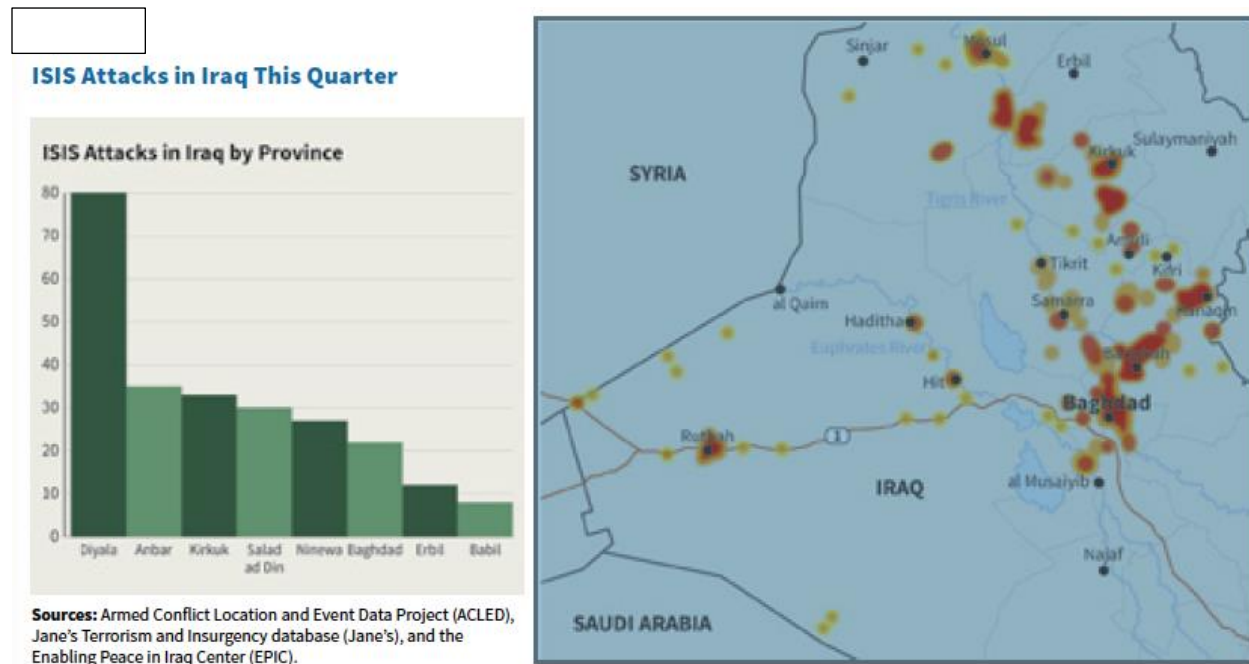 ISIS Attacks in Iraq This Quarter
ISIS Attacks in Iraq by Province
80
70
60
50
40
30
20
10
0
Diyala Anbar Kirkuk Salad ad Din Ninewa Baghdad Erbil Babil
Sources: Armed Conflict Location and Event Data Project (ACLED),
Jane's Terrorism and Insurgency database (Jane's), and the
Enabling Peace in Iraq Center (EPIC).
Sinjar
Mosul
Erbil
Sulaymaniyah
Kirkuk
SYRIA
Tigris River
Amerli
Kifri
Tikrit
al Qaim
Samarra
Haditha
Euphrates River
Hit
Baghdad
Rutbah
1
IRAQ
al Musaiyib
Najaf
SAUDI ARABIA